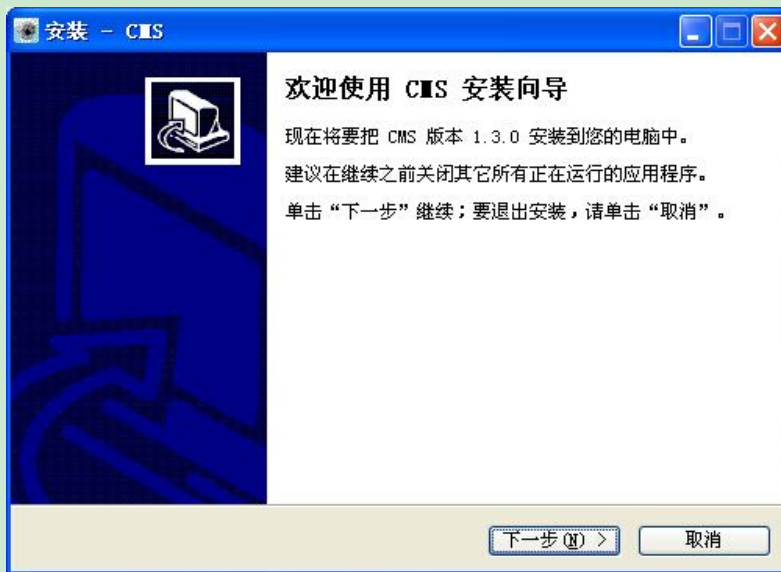 安装 - CMS
欢迎使用 CMS 安装向导
现在将要把 CMS 版本 1.3.0 安装到您的电脑中。
建议在继续之前关闭其它所有正在运行的应用程序。
单击“下一步”继续；要退出安装，请单击“取消”。
下一步(N) >
取消